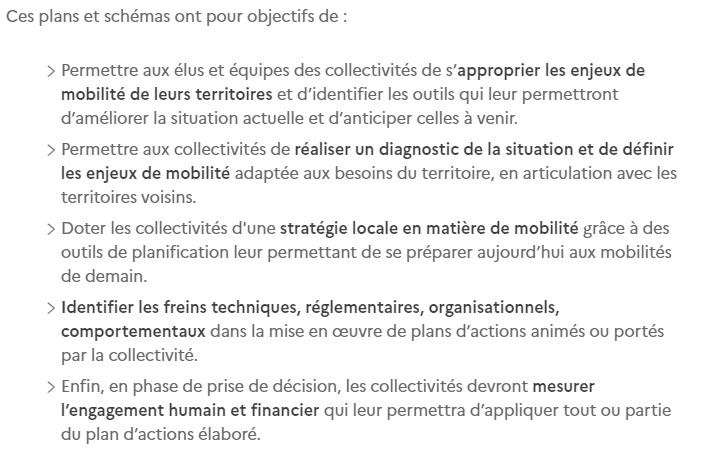 Ces plans et schémas ont pour objectifs de :
> Permettre aux élus et équipes des collectivités de s’approprier les enjeux de
mobilité de leurs territoires et d’identifier les outils qui leur permettront
d’améliorer la situation actuelle et d’anticiper celles à venir.
> Permettre aux collectivités de réaliser un diagnostic de la situation et de définir
les enjeux de mobilité adaptée aux besoins du territoire, en articulation avec les
territoires voisins.
> Doter les collectivités d'une stratégie locale en matière de mobilité grâce à des
outils de planification leur permettant de se préparer aujourd’hui aux mobilités
de demain.
> Identifier les freins techniques, réglementaires, organisationnels,
comportementaux dans la mise en œuvre de plans d’actions animés ou portés
par la collectivité.
> Enfin, en phase de prise de décision, les collectivités devront mesurer
l’engagement humain et financier qui leur permettra d’appliquer tout ou partie
du plan d’actions élaboré.